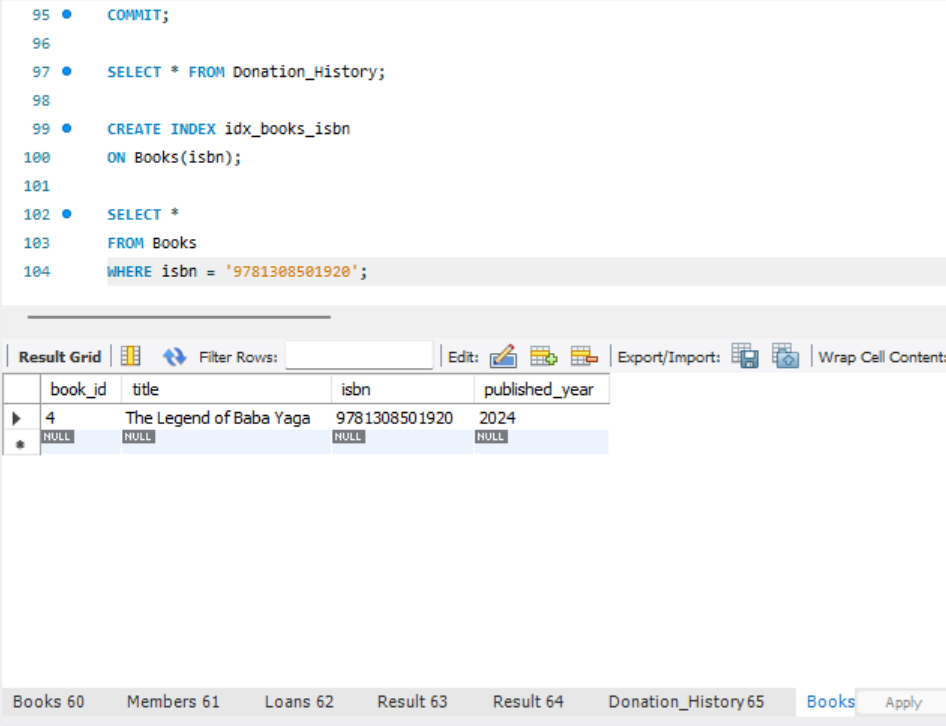 95 COMMIT;
96
97 SELECT * FROM Donation_History;
98
99 CREATE INDEX idx_books_isbn
100 ON Books(isbn);
101
102 SELECT *
103 FROM Books
104 WHERE isbn = '9781308501920';
Result Grid Filter Rows: Edit: Export/Import: Wrap Cell Content:
book_id title isbn published_year
4 The Legend of Baba Yaga 9781308501920 2024
NULL NULL NULL NULL
Books 60 Members 61 Loans 62 Result 63 Result 64 Donation_History 65 Books Apply